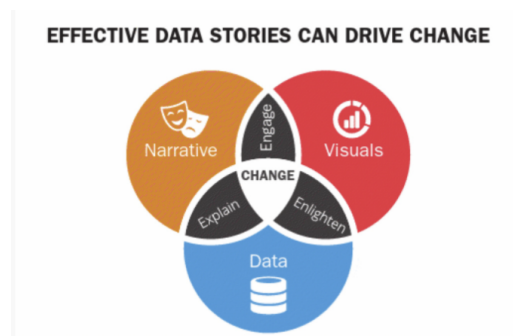 EFFECTIVE DATA STORIES CAN DRIVE CHANGE
Engage
Narrative
Visuals
CHANGE
Explain
Enlighten
Data